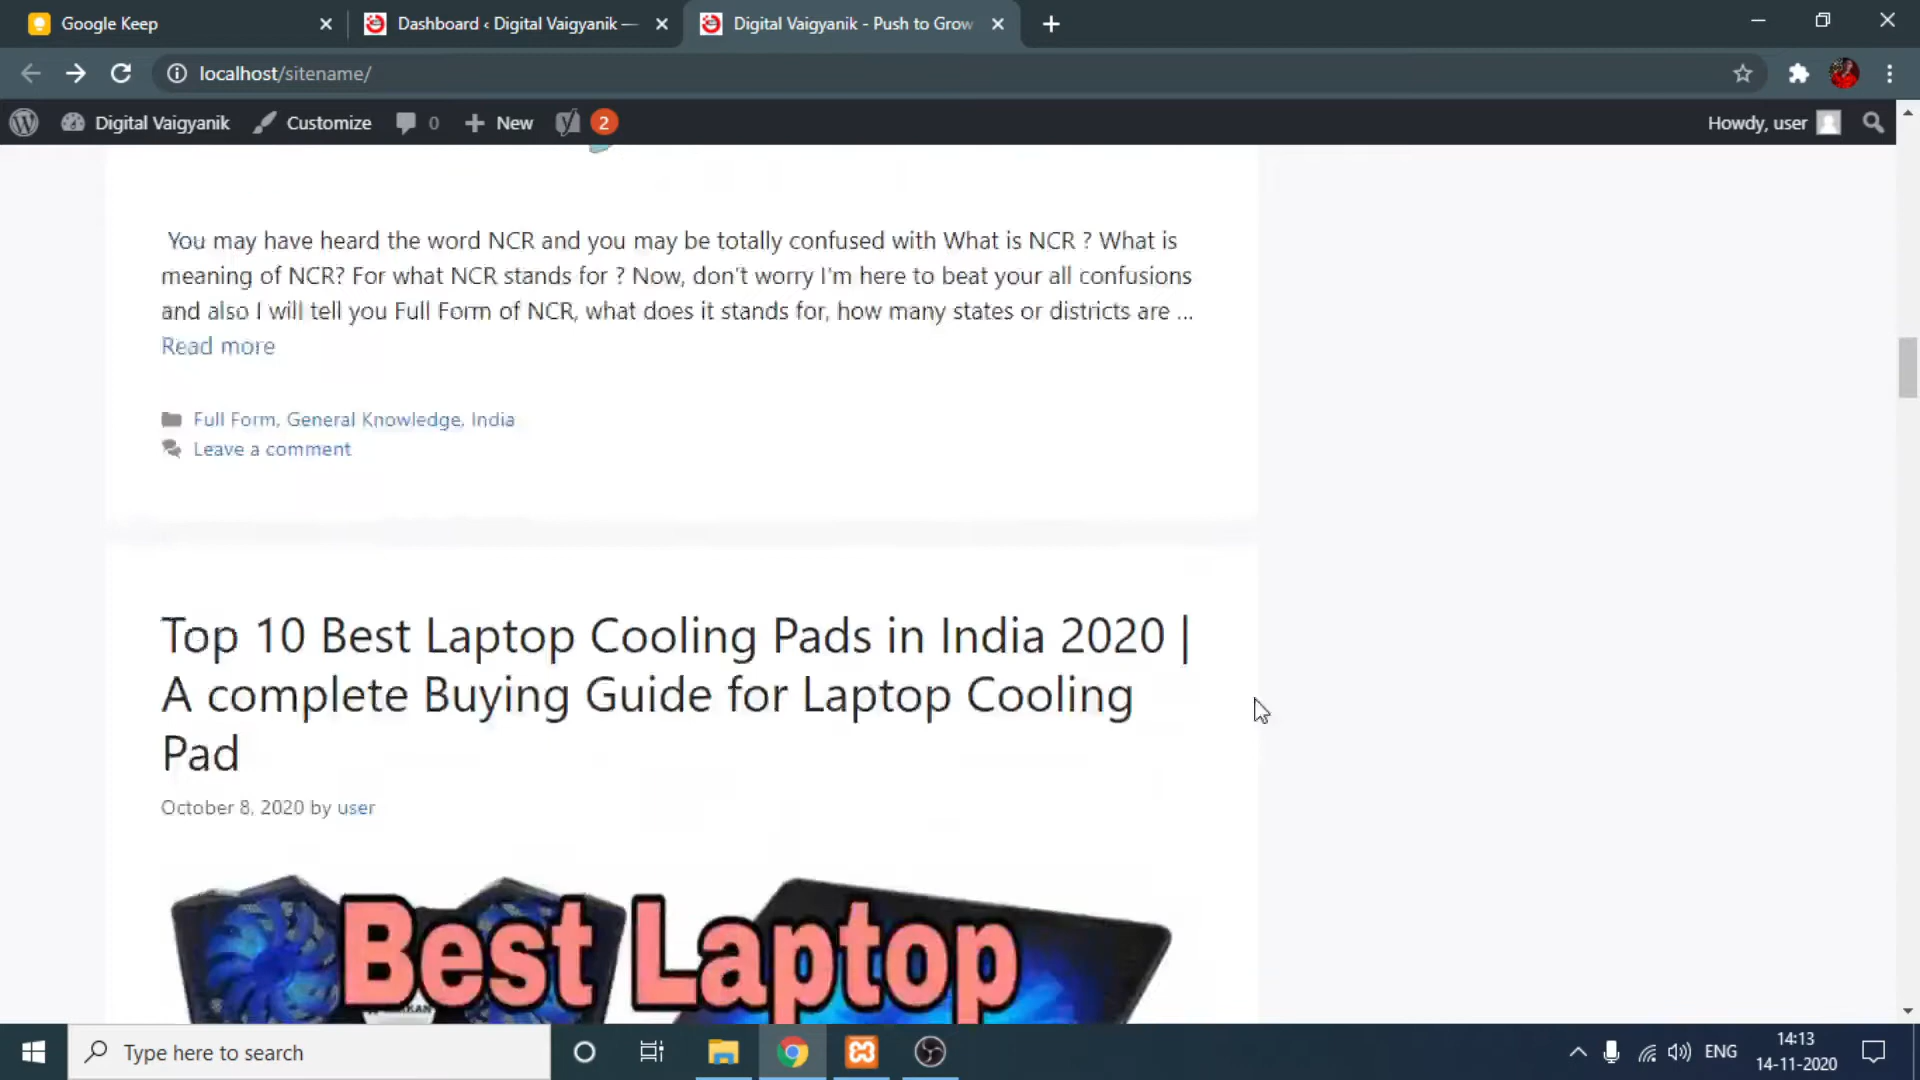 Google Keep
Dashboard ‹ Digital Vaigyanik —
Digital Vaigyanik - Push to Grow
localhost/sitename/
Digital Vaigyanik
Customize
0
New
2
Howdy, user
You may have heard the word NCR and you may be totally confused with What is NCR ? What is
meaning of NCR? For what NCR stands for ? Now, don't worry I'm here to beat your all confusions
and also I will tell you Full Form of NCR, what does it stands for, how many states or districts are ...
Read more
Full Form, General Knowledge, India
Leave a comment
Top 10 Best Laptop Cooling Pads in India 2020 |
A complete Buying Guide for Laptop Cooling
Pad
October 8, 2020 by user
Best Laptop
Type here to search
ENG
14:13
14-11-2020